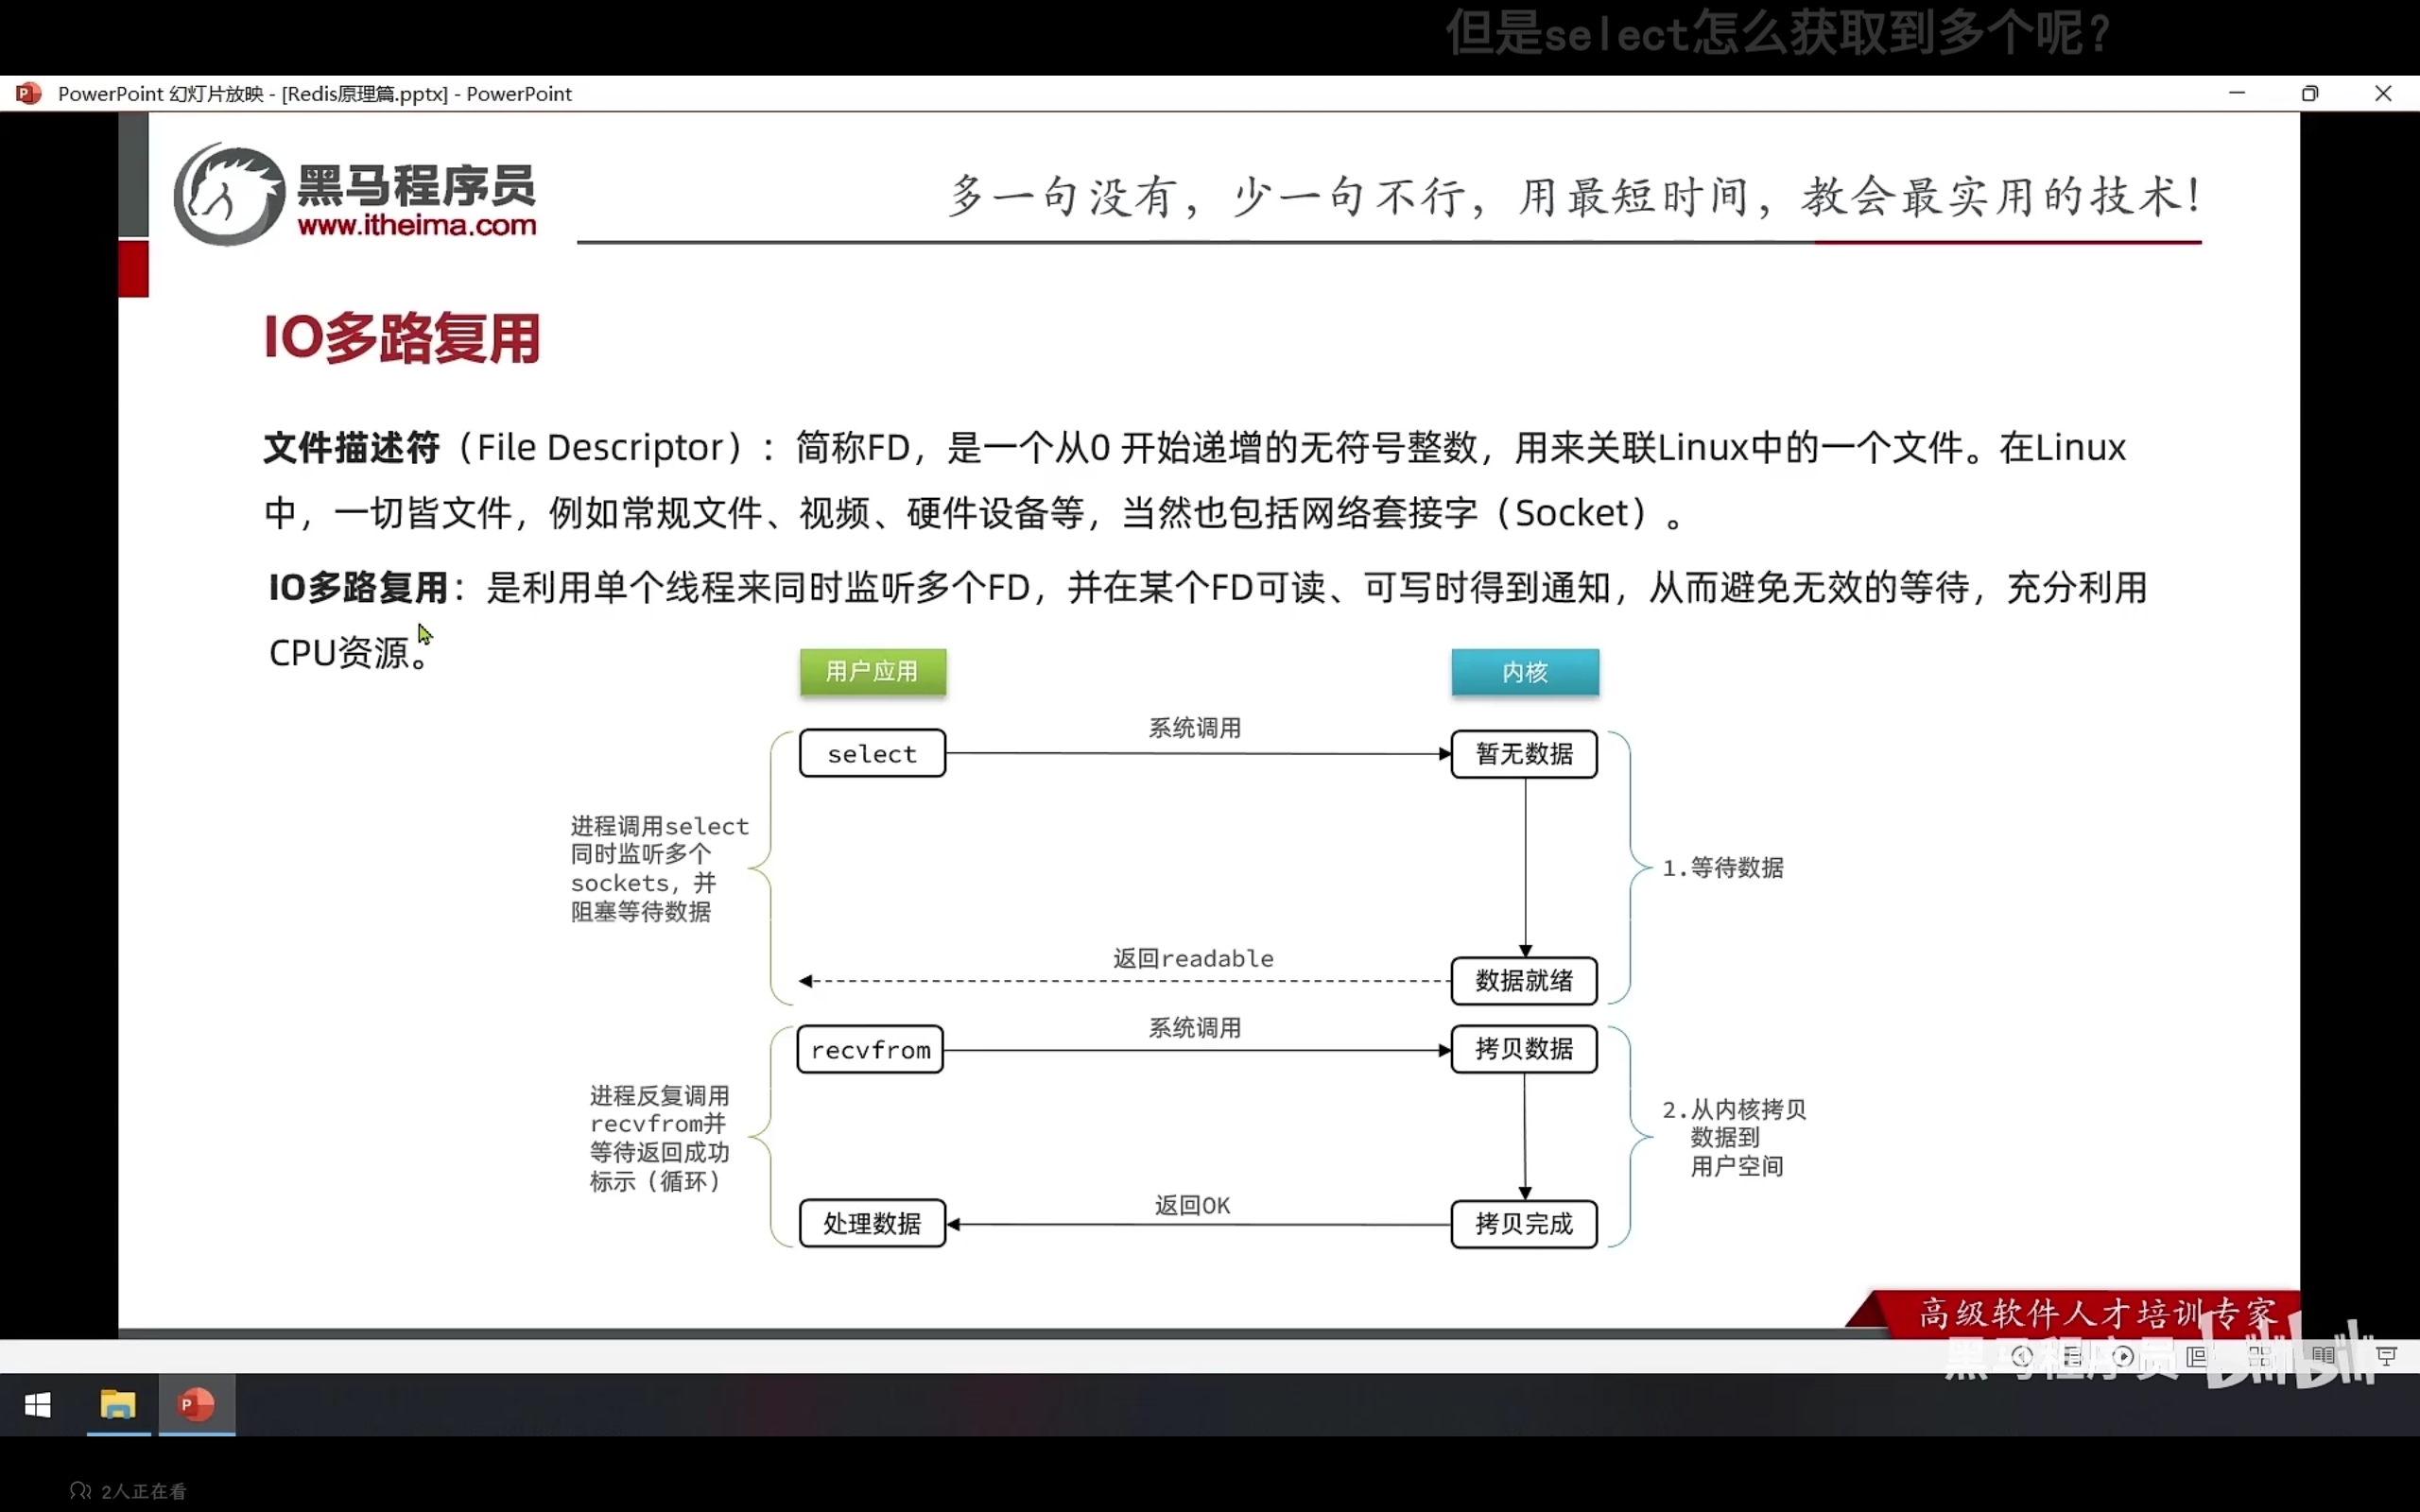 但是select怎么获取到多个呢？
PowerPoint 幻灯片放映 - [Redis原理篇.pptx] - PowerPoint
黑马程序员
www.itheima.com
多一句没有，少一句不行，用最短时间，教会最实用的技术！
IO多路复用
文件描述符（File Descriptor）：简称FD，是一个从0 开始递增的无符号整数，用来关联Linux中的一个文件。在Linux
中，一切皆文件，例如常规文件、视频、硬件设备等，当然也包括网络套接字（Socket）。
IO多路复用：是利用单个线程来同时监听多个FD，并在某个FD可读、可写时得到通知，从而避免无效的等待，充分利用
CPU资源。
用户应用
内核
系统调用
select
暂无数据
进程调用select
同时监听多个
sockets，并
阻塞等待数据
1.等待数据
返回readable
数据就绪
系统调用
recvfrom
拷贝数据
进程反复调用
recvfrom并
等待返回成功
标示（循环）
2.从内核拷贝
数据到
用户空间
返回OK
处理数据
拷贝完成
高级软件人才培训专家
黑马程序员 bilibili
2人正在看